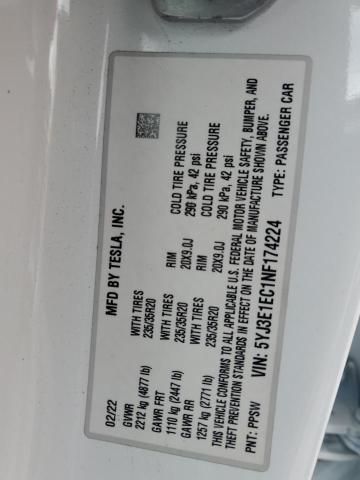 MFD BY TESLA, INC.
02/22
GVWR
2212 kg (4877 lb)
WITH TIRES
235/35R20
RIM
20X9.0J
COLD TIRE PRESSURE
290 kPa, 42 psi
GAWR FRT
1110 kg (2447 lb)
WITH TIRES
235/35R20
RIM
20X9.0J
COLD TIRE PRESSURE
290 kPa, 42 psi
GAWR RR
1257 kg (2771 lb)
WITH TIRES
235/35R20
RIM
20X9.0J
COLD TIRE PRESSURE
290 kPa, 42 psi
THIS VEHICLE CONFORMS TO ALL APPLICABLE U.S. FEDERAL MOTOR VEHICLE SAFETY, BUMPER, AND
THEFT PREVENTION STANDARDS IN EFFECT ON THE DATE OF MANUFACTURE SHOWN ABOVE.
VIN: 5YJ3E1EC1NF174224
PNT: PPSW
TYPE: PASSENGER CAR